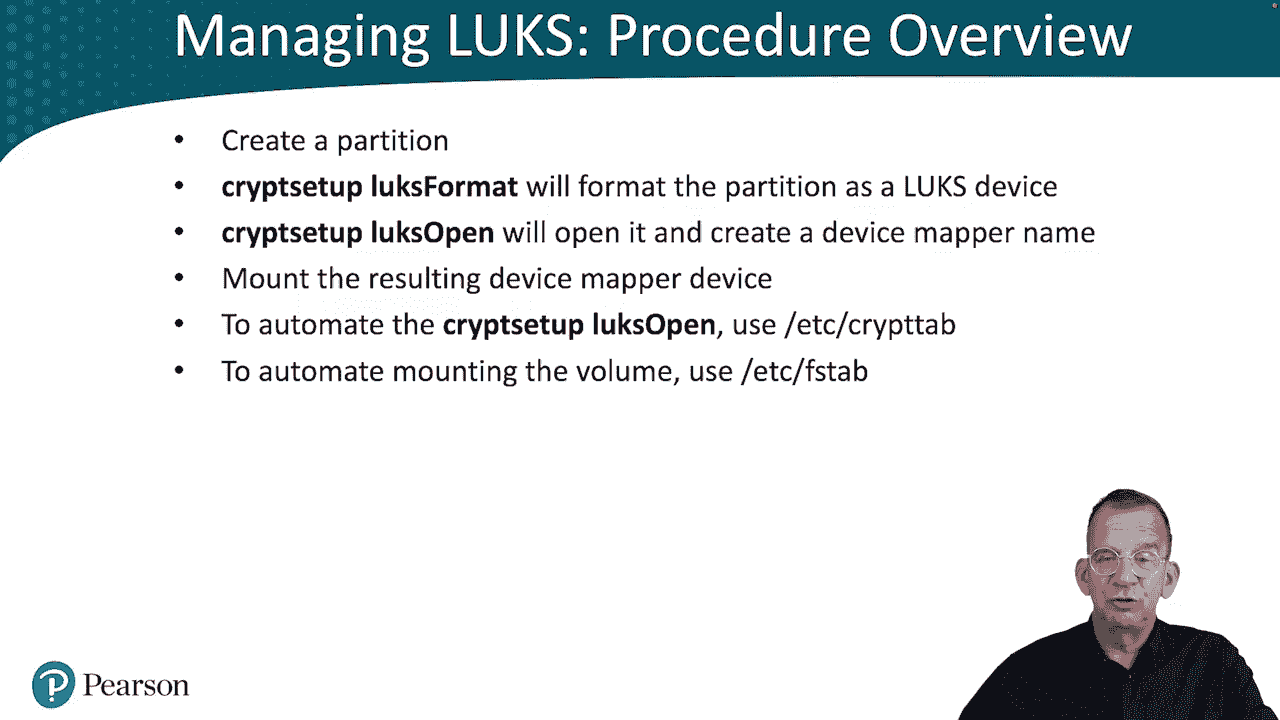 Managing LUKS: Procedure Overview
• Create a partition
• cryptsetup luksFormat will format the partition as a LUKS device
• cryptsetup luksOpen will open it and create a device mapper name
• Mount the resulting device mapper device
• To automate the cryptsetup luksOpen, use /etc/crypttab
• To automate mounting the volume, use /etc/fstab
Pearson